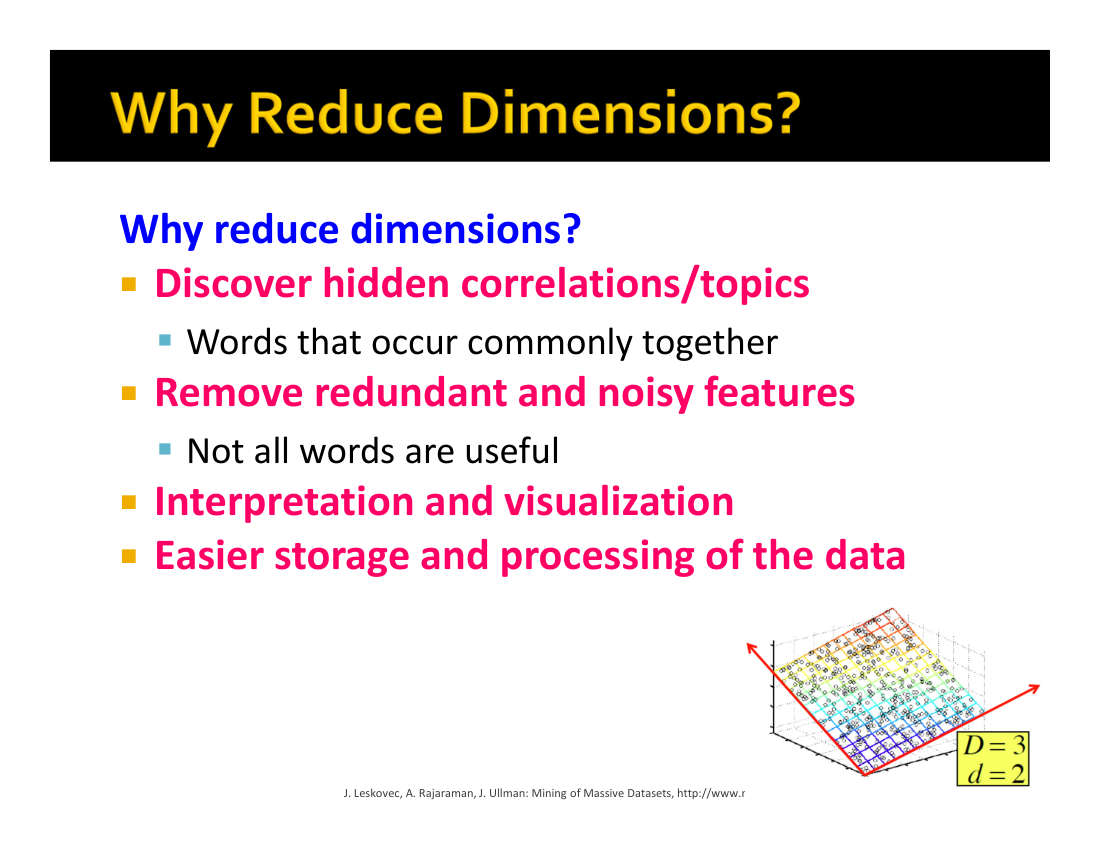 Why Reduce Dimensions?
Why reduce dimensions?
Discover hidden correlations/topics
Words that occur commonly together
Remove redundant and noisy features
Not all words are useful
Interpretation and visualization
Easier storage and processing of the data
D = 3
d = 2
J. Leskovec, A. Rajaraman, J. Ullman: Mining of Massive Datasets, http://www.r